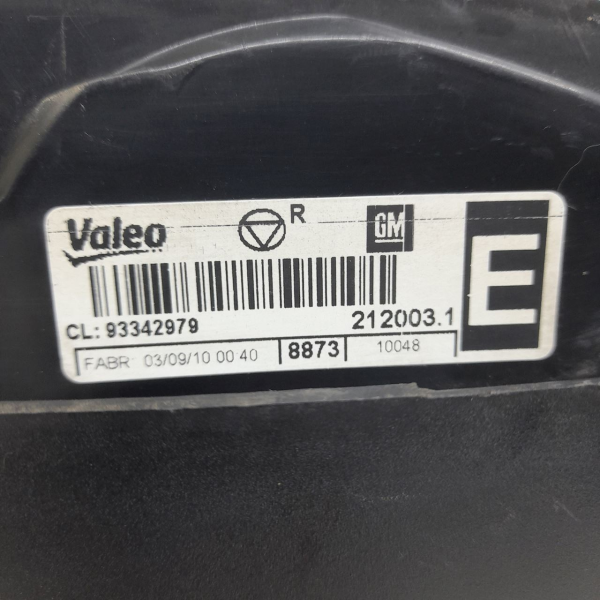 Valeo R GM E
CL: 93342979 212003.1
FABR: 03/09/10 00 40 8873 10048